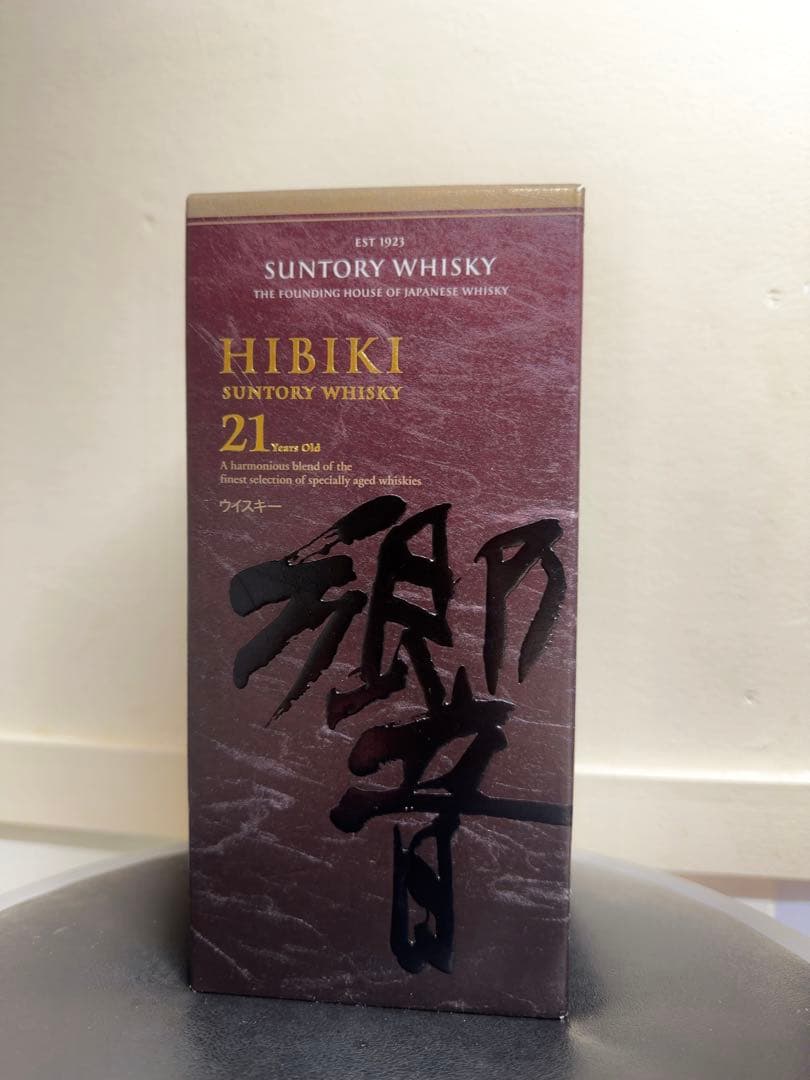 EST 1923
SUNTORY WHISKY
THE FOUNDING HOUSE OF JAPANESE WHISKY
HIBIKI
SUNTORY WHISKY
21 Years Old
A harmonious blend of the
finest selection of specially aged whiskies
ウイスキー
響